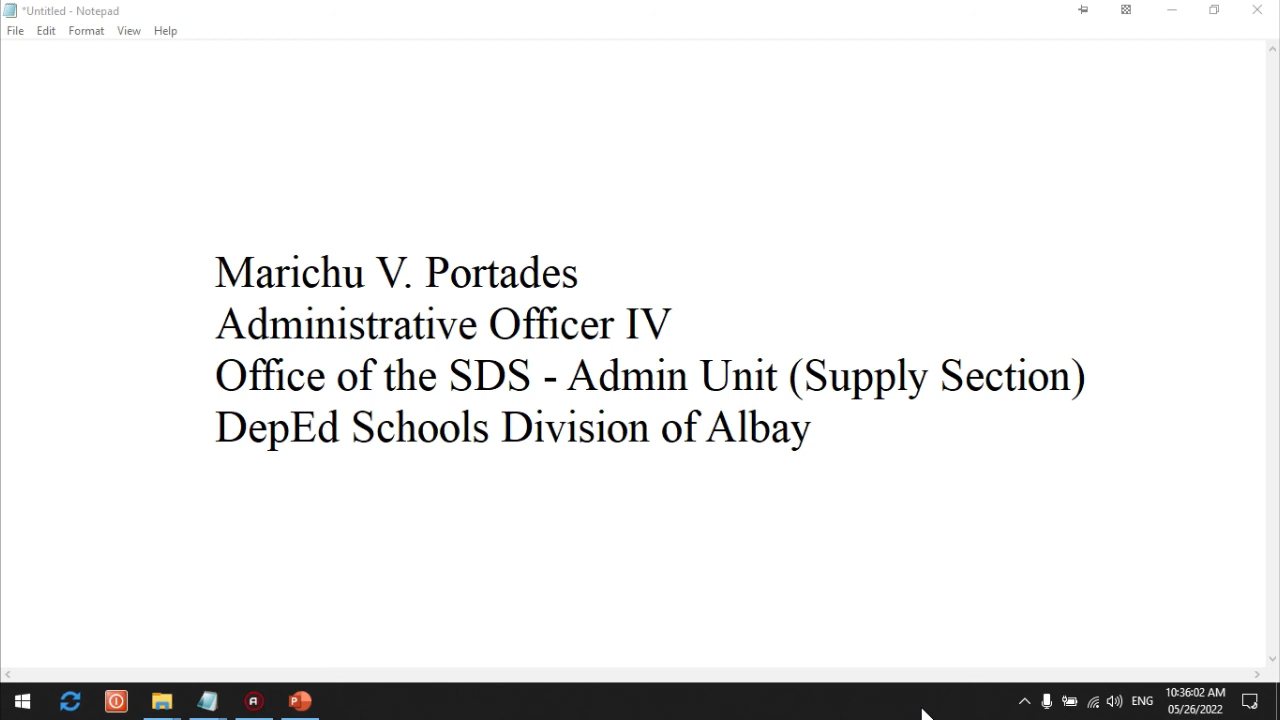 *Untitled - Notepad
File Edit Format View Help
Marichu V. Portades
Administrative Officer IV
Office of the SDS - Admin Unit (Supply Section)
DepEd Schools Division of Albay
ENG
10:36:02 AM
05/26/2022